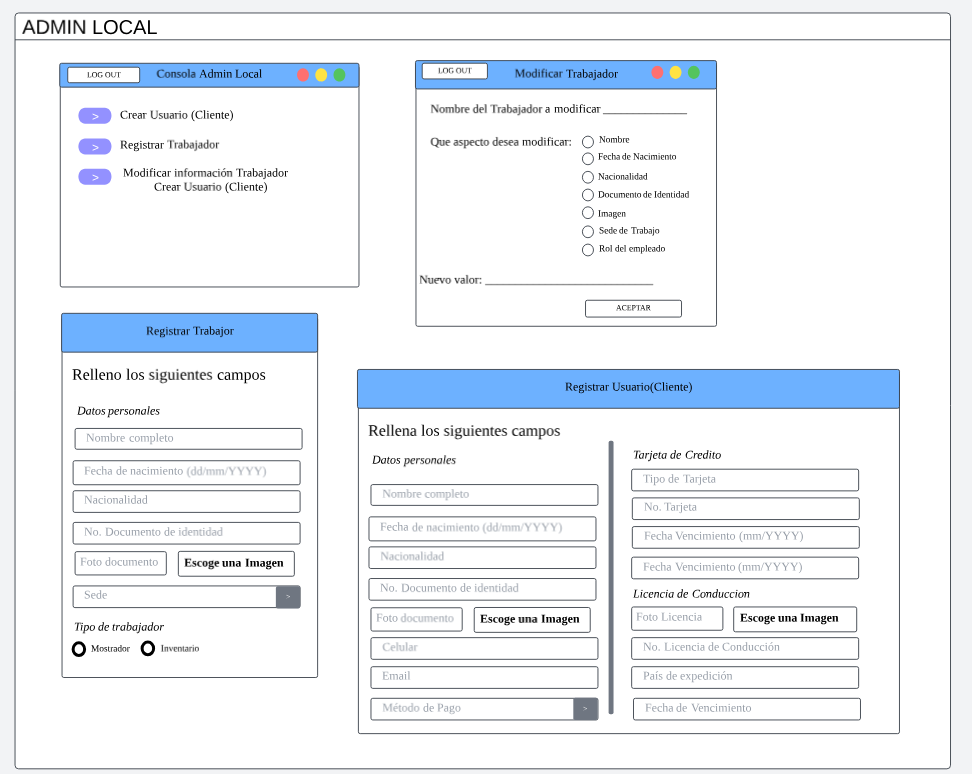 ADMIN LOCAL
LOG OUT
Consola Admin Local
>
Crear Usuario (Cliente)
>
Registrar Trabajador
>
Modificar información Trabajador
Crear Usuario (Cliente)
LOG OUT
Modificar Trabajador
Nombre del Trabajador a modificar ______________
Que aspecto desea modificar:
Nombre
Fecha de Nacimiento
Nacionalidad
Documento de Identidad
Imagen
Sede de Trabajo
Rol del empleado
Nuevo valor: ____________________________
ACEPTAR
Registrar Trabajor
Relleno los siguientes campos
Datos personales
Nombre completo
Fecha de nacimiento (dd/mm/YYYY)
Nacionalidad
No. Documento de identidad
Foto documento
Escoge una Imagen
Sede
>
Tipo de trabajador
Mostrador
Inventario
Registrar Usuario(Cliente)
Rellena los siguientes campos
Datos personales
Nombre completo
Fecha de nacimiento (dd/mm/YYYY)
Nacionalidad
No. Documento de identidad
Foto documento
Escoge una Imagen
Celular
Email
Método de Pago
>
Tarjeta de Credito
Tipo de Tarjeta
No. Tarjeta
Fecha Vencimiento (mm/YYYY)
Fecha Vencimiento (mm/YYYY)
Licencia de Conduccion
Foto Licencia
Escoge una Imagen
No. Licencia de Conducción
País de expedición
Fecha de Vencimiento